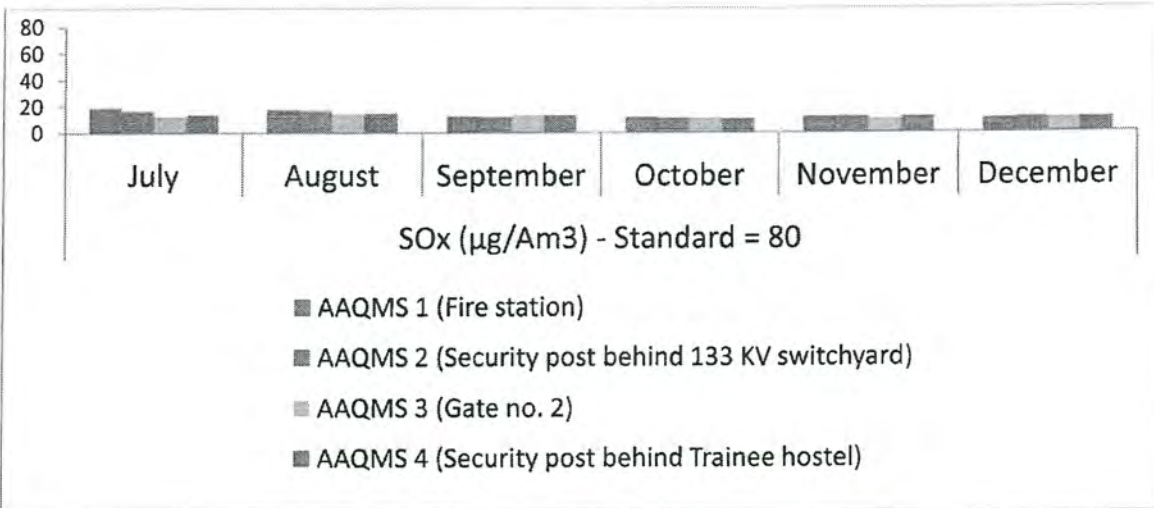 80
60
40
20
0
July August September October November December
SOx (µg/Am3) - Standard = 80
AAQMS 1 (Fire station)
AAQMS 2 (Security post behind 133 KV switchyard)
AAQMS 3 (Gate no. 2)
AAQMS 4 (Security post behind Trainee hostel)